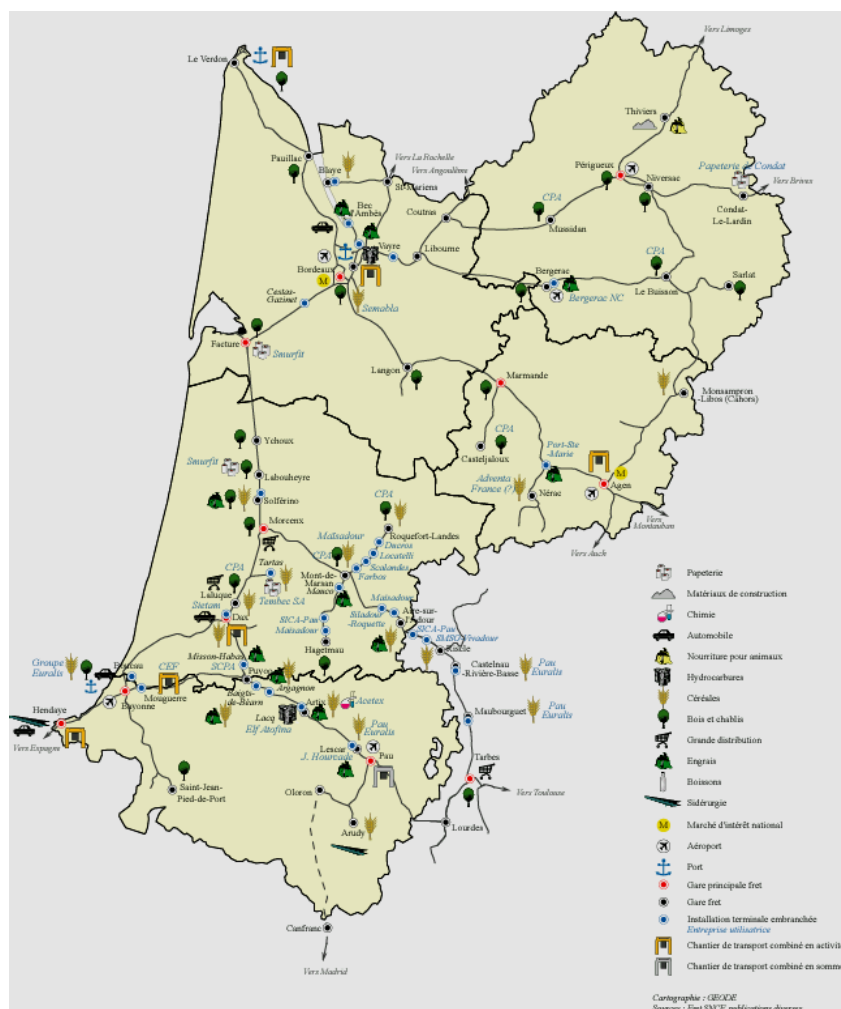 Vers Limoges
Le Verdon
Thiviers
Vers La Rochelle
Vers Angoulême
Pauillac
Blaye
St-Mariens
Périgueux
Papeterie de Condat
Niversac
Vers Brives
Condat-
Le-Lardin
Bec
d'Ambès
Coutras
CPA
Mussidan
Vayre
Libourne
Bordeaux
CPA
Bergerac
Sarlat
Cestas-
Gazinet
Semabla
Bergerac NC
Le Buisson
Facture
Smurfit
Langon
Marmande
Monsampron
-Libos (Cahors)
CPA
Casteljaloux
Port-Ste
-Marie
Ychoux
Smurfit
Labouheyre
Adventa
France (?)
Nérac
Agen
Solférino
CPA
Vers
Montauban
Morcenx
Roquefort-Landes
Vers Auch
Maïsadour
Ducros
Locatelli
Tartas
CPA
Scalandes
Farbos
CPA
Mont-de-
Marsan
Laluque
Tembec SA
Manco
Maïsadour
Sietam
Dax
SICA-Pau
Maïsadour
Siladour
-Roquette
Aire-sur-
l'Adour
SICA-Pau
SMSO-Vivadour
Riscle
Misson-Habas
Hagetmau
SCPA
Groupe
Euralis
Boucau
CEF
Puyoo
Castelnau
-Rivière-Basse
Pau
Euralis
Mouguerre
Baigts-
de-Béarn
Argagnon
Bayonne
Artix
Acetex
Lacq
Elf Atofina
Maubourguet
Pau
Euralis
Hendaye
Vers Espagne
Pau
Euralis
Lescar
J. Hourcade
Pau
Tarbes
Saint-Jean-
Pied-de-Port
Oloron
Vers Toulouse
Arudy
Lourdes
Canfranc
Vers Madrid
Papeterie
Matériaux de construction
Chimie
Automobile
Nourriture pour animaux
Hydrocarbures
Céréales
Bois et chablis
Grande distribution
Engrais
Boissons
Sidérurgie
M
Marché d'intérêt national
Aéroport
Port
Gare principale fret
Gare fret
Installation terminale embranchée
Entreprise utilisatrice
Chantier de transport combiné en activité
Chantier de transport combiné en somme
Cartographie : GEODE
Sources : Fret SNCF, publications diverses